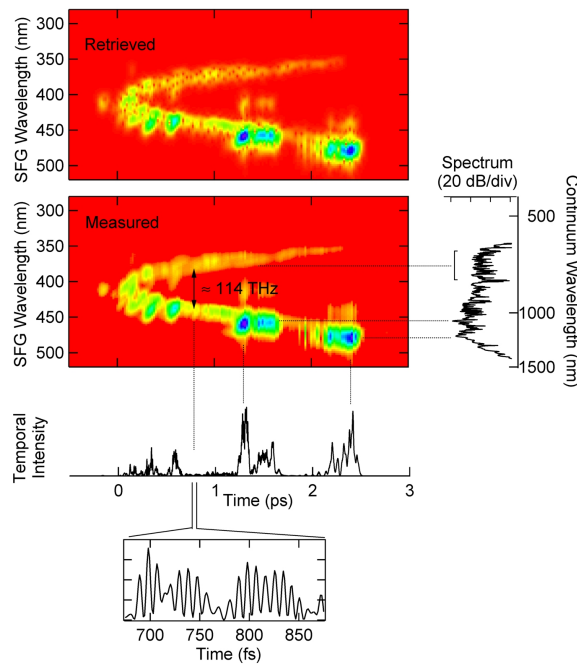 SFG Wavelength (nm)
300
350
400
450
500
Retrieved
SFG Wavelength (nm)
300
350
400
450
500
Measured
≈ 114 THz
Spectrum
(20 dB/div)
500
1000
1500
Continuum Wavelength (nm)
Temporal
Intensity
0
1
2
3
Time (ps)
700
750
800
850
Time (fs)